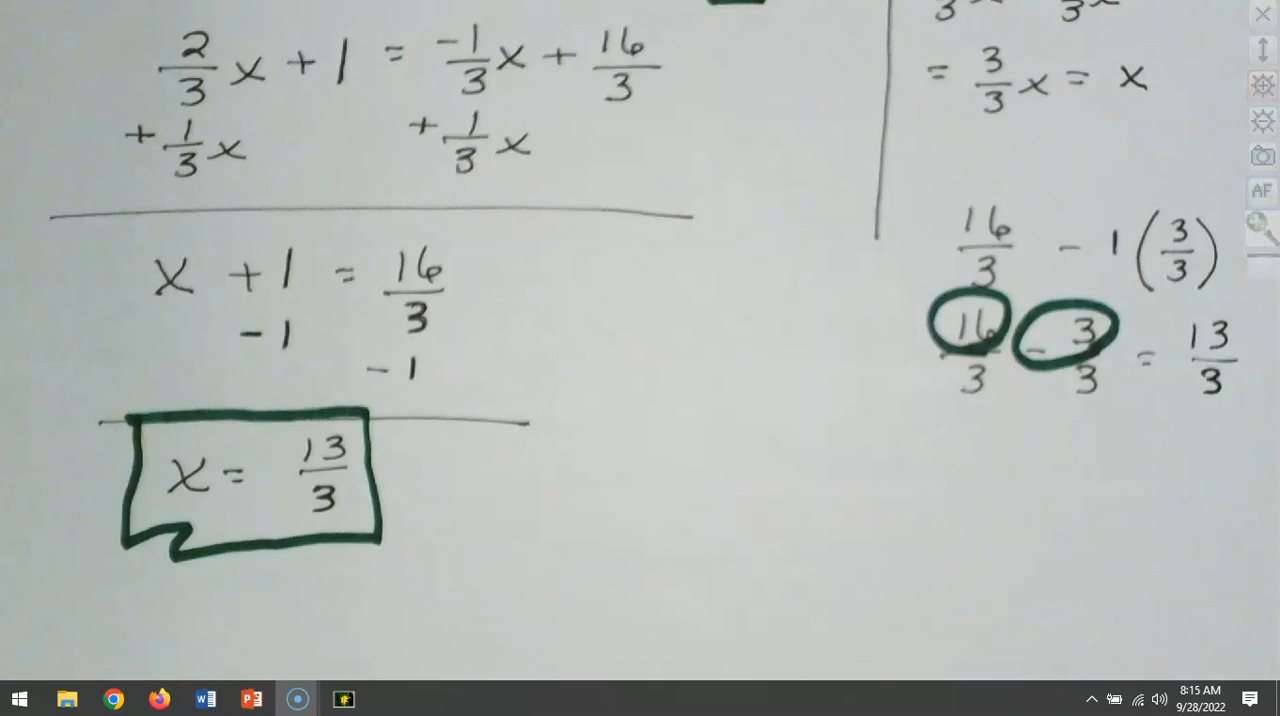 2/3 x + 1 = -1/3 x + 16/3
+ 1/3 x + 1/3 x
x + 1 = 16/3
- 1 - 1
x = 13/3
= 3/3 x = x
16/3 - 1 (3/3)
16/3 - 3/3 = 13/3
AF
8:15 AM
9/28/2022